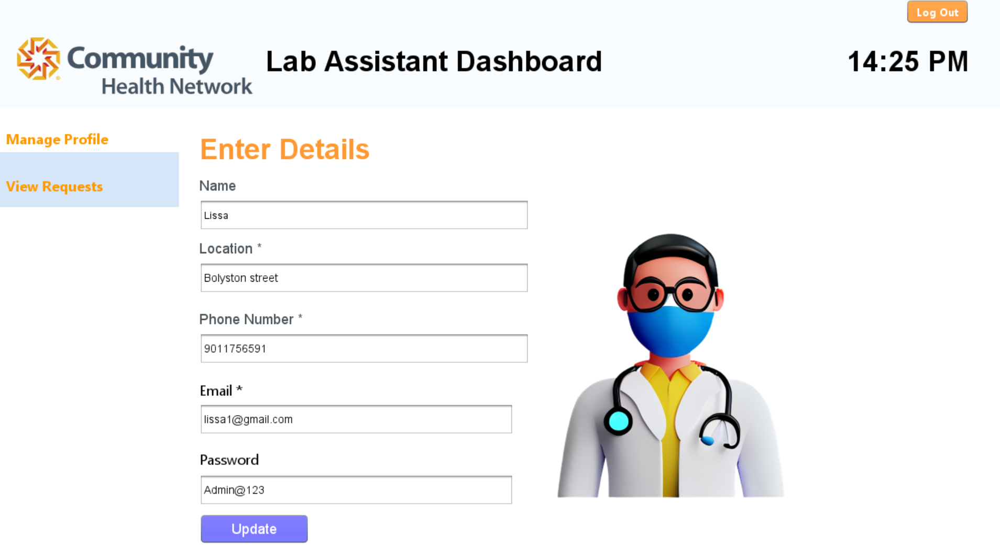 Log Out
Community
Health Network
Lab Assistant Dashboard
14:25 PM
Manage Profile
View Requests
Enter Details
Name
Lissa
Location *
Bolyston street
Phone Number *
9011756591
Email *
lissa1@gmail.com
Password
Admin@123
Update